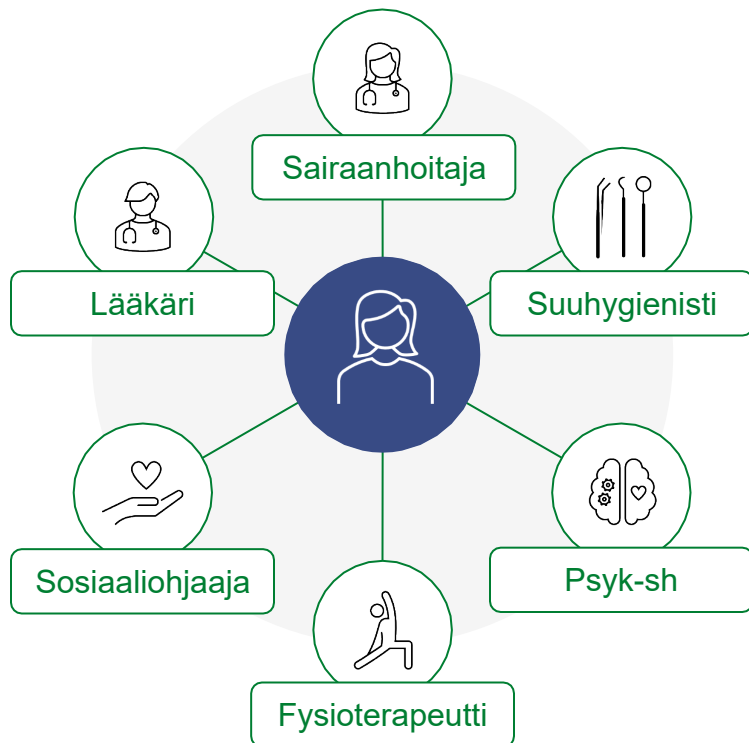 Sairaanhoitaja
Lääkäri
Suuhygienisti
Sosiaaliohjaaja
Psyk-sh
Fysioterapeutti